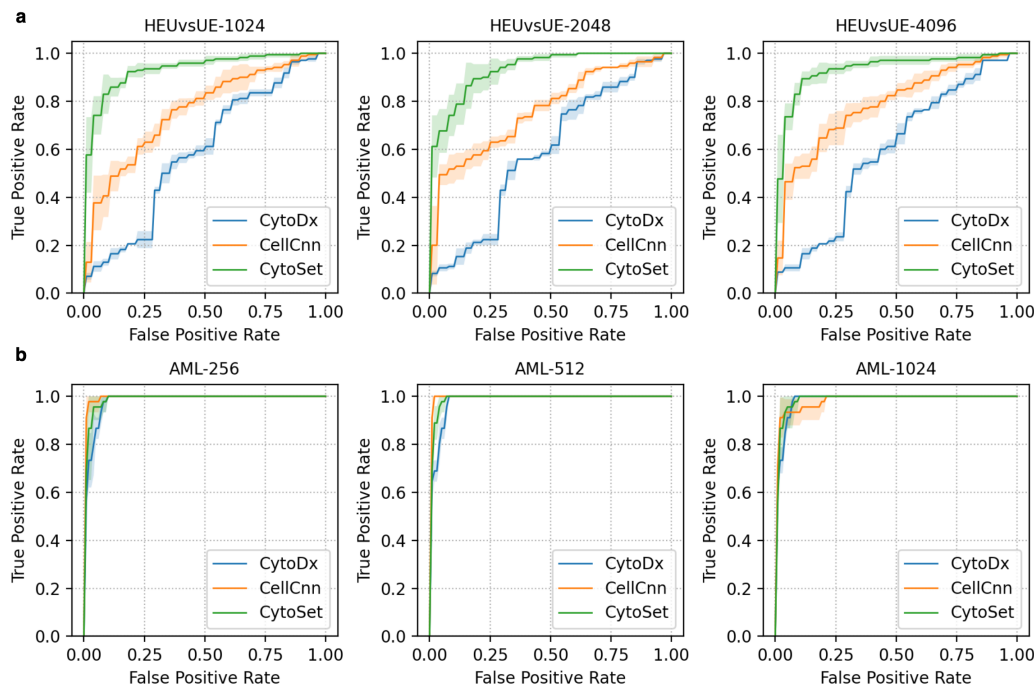 a
HEUvsUE-1024
True Positive Rate
1.0
0.8
0.6
0.4
0.2
0.0
0.00 0.25 0.50 0.75 1.00
False Positive Rate
CytoDx
CellCnn
CytoSet
HEUvsUE-2048
True Positive Rate
1.0
0.8
0.6
0.4
0.2
0.0
0.00 0.25 0.50 0.75 1.00
False Positive Rate
CytoDx
CellCnn
CytoSet
HEUvsUE-4096
True Positive Rate
1.0
0.8
0.6
0.4
0.2
0.0
0.00 0.25 0.50 0.75 1.00
False Positive Rate
CytoDx
CellCnn
CytoSet
b
AML-256
True Positive Rate
1.0
0.8
0.6
0.4
0.2
0.0
0.00 0.25 0.50 0.75 1.00
False Positive Rate
CytoDx
CellCnn
CytoSet
AML-512
True Positive Rate
1.0
0.8
0.6
0.4
0.2
0.0
0.00 0.25 0.50 0.75 1.00
False Positive Rate
CytoDx
CellCnn
CytoSet
AML-1024
True Positive Rate
1.0
0.8
0.6
0.4
0.2
0.0
0.00 0.25 0.50 0.75 1.00
False Positive Rate
CytoDx
CellCnn
CytoSet